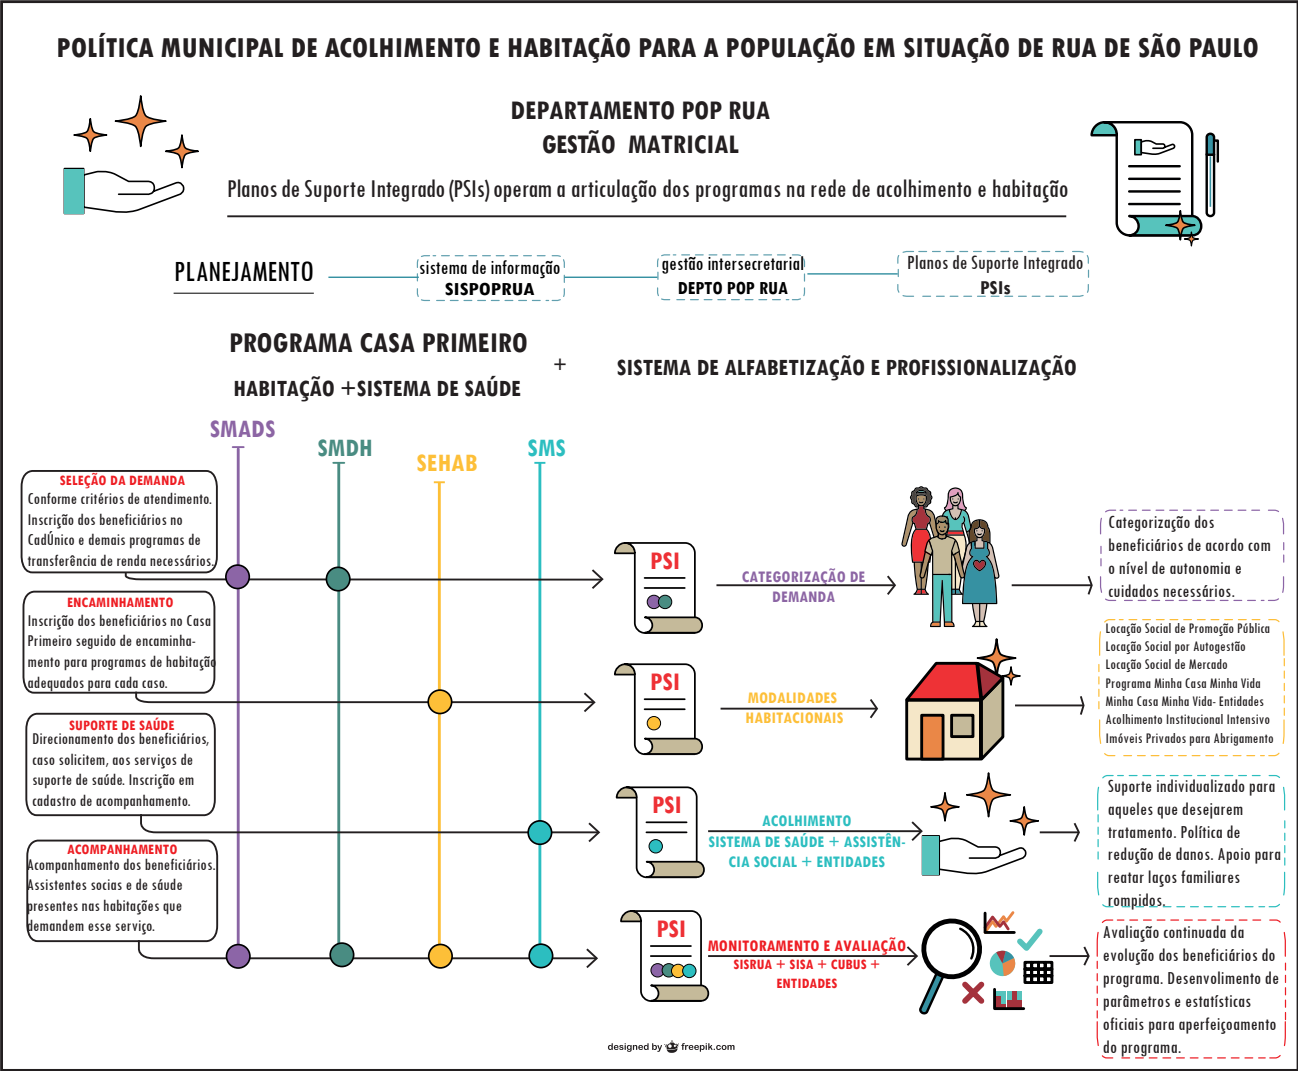 POLÍTICA MUNICIPAL DE ACOLHIMENTO E HABITAÇÃO PARA A POPULAÇÃO EM SITUAÇÃO DE RUA DE SÃO PAULO
DEPARTAMENTO POP RUA
GESTÃO MATRICIAL
Planos de Suporte Integrado (PSIs) operam a articulação dos programas na rede de acolhimento e habitação
PLANEJAMENTO
sistema de informação
SISPOPRUA
gestão intersecretarial
DEPTO POP RUA
Planos de Suporte Integrado
PSIs
PROGRAMA CASA PRIMEIRO
HABITAÇÃO +SISTEMA DE SAÚDE
+
SISTEMA DE ALFABETIZAÇÃO E PROFISSIONALIZAÇÃO
SMADS
SMDH
SEHAB
SMS
SELEÇÃO DA DEMANDA
Conforme critérios de atendimento.
Inscrição dos beneficiários no
CadÚnico e demais programas de
transferência de renda necessários.
PSI
CATEGORIZAÇÃO DE
DEMANDA
Categorização dos
beneficiários de acordo com
o nível de autonomia e
cuidados necessários.
ENCAMINHAMENTO
Inscrição dos beneficiários no Casa
Primeiro seguido de encaminha-
mento para programas de habitação
adequados para cada caso.
PSI
MODALIDADES
HABITACIONAIS
Locação Social de Promoção Pública
Locação Social por Autogestão
Locação Social de Mercado
Programa Minha Casa Minha Vida
Minha Casa Minha Vida- Entidades
Acolhimento Institucional Intensivo
Imóveis Privados para Abrigamento
SUPORTE DE SAÚDE
Direcionamento dos beneficiários,
caso solicitem, aos serviços de
suporte de saúde. Inscrição em
cadastro de acompanhamento.
PSI
ACOLHIMENTO
SISTEMA DE SAÚDE + ASSISTÊN-
CIA SOCIAL + ENTIDADES
Suporte individualizado para
aqueles que desejarem
tratamento. Política de
redução de danos. Apoio para
reatar laços familiares
rompidos.
ACOMPANHAMENTO
Acompanhamento dos beneficiários.
Assistentes socias e de sáude
presentes nas habitações que
demandem esse serviço.
PSI
MONITORAMENTO E AVALIAÇÃO
SISRUA + SISA + CUBUS +
ENTIDADES
Avaliação continuada da
evolução dos beneficiários do
programa. Desenvolimento de
parâmetros e estatísticas
oficiais para aperfeiçoamento
do programa.
designed by freepik.com